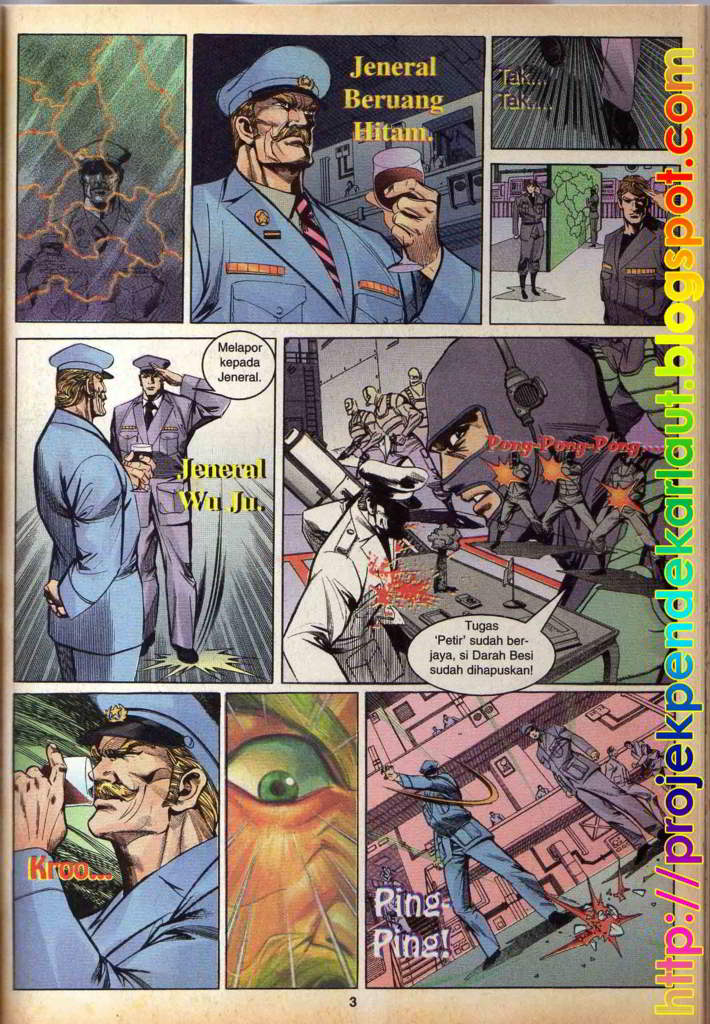 Jeneral
Beruang
Hitam.
Tak...
Tak....
Melapor
kepada
Jeneral.
Jeneral
Wu Ju.
Pong-Pong-Pong....
Tugas
'Petir' sudah ber-
jaya, si Darah Besi
sudah dihapuskan!
Kroo...
Ping-
Ping!
3
http://projekpendekarlaut.blogspot.com